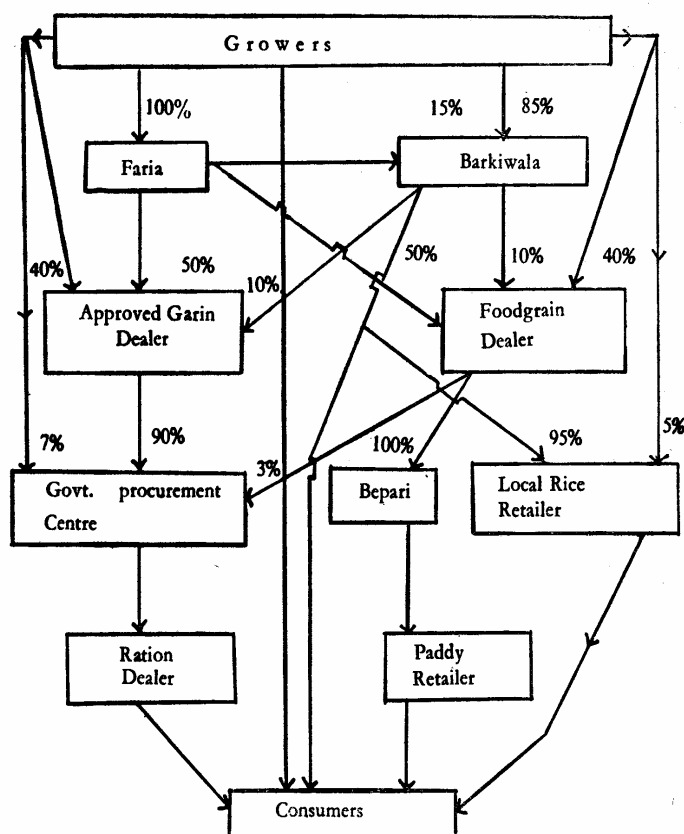 Growers
100%
15%
85%
Faria
Barkiwala
40%
50%
10%
50%
10%
40%
Approved Garin
Dealer
Foodgrain
Dealer
7%
90%
3%
100%
95%
5%
Govt. procurement
Centre
Bepari
Local Rice
Retailer
Ration
Dealer
Paddy
Retailer
Consumers